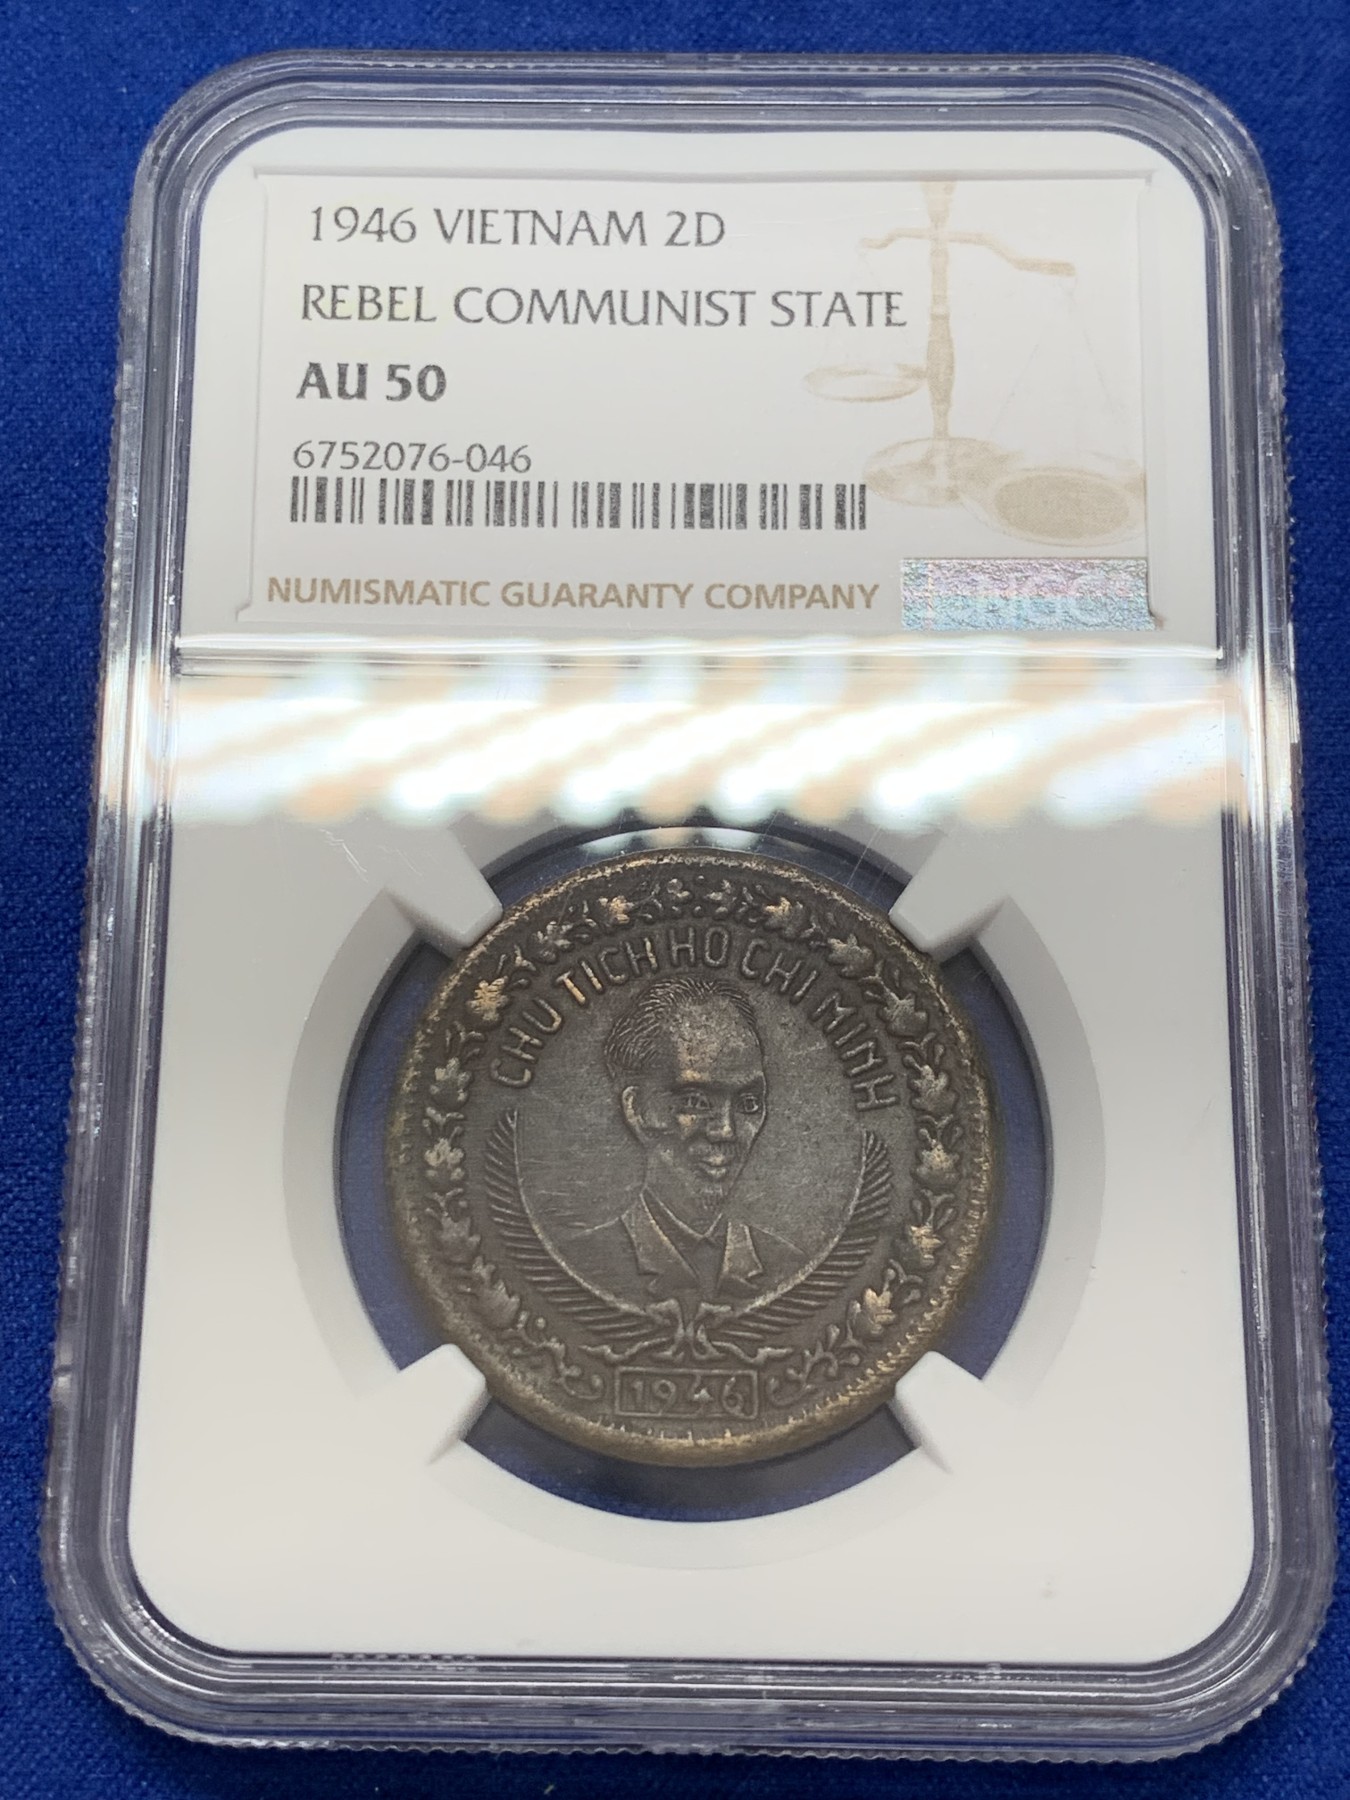 1946 VIETNAM 2D
REBEL COMMUNIST STATE
AU 50
6752076-046
NUMISMATIC GUARANTY COMPANY
NGC
CHU TICH HO CHI MINH
1946